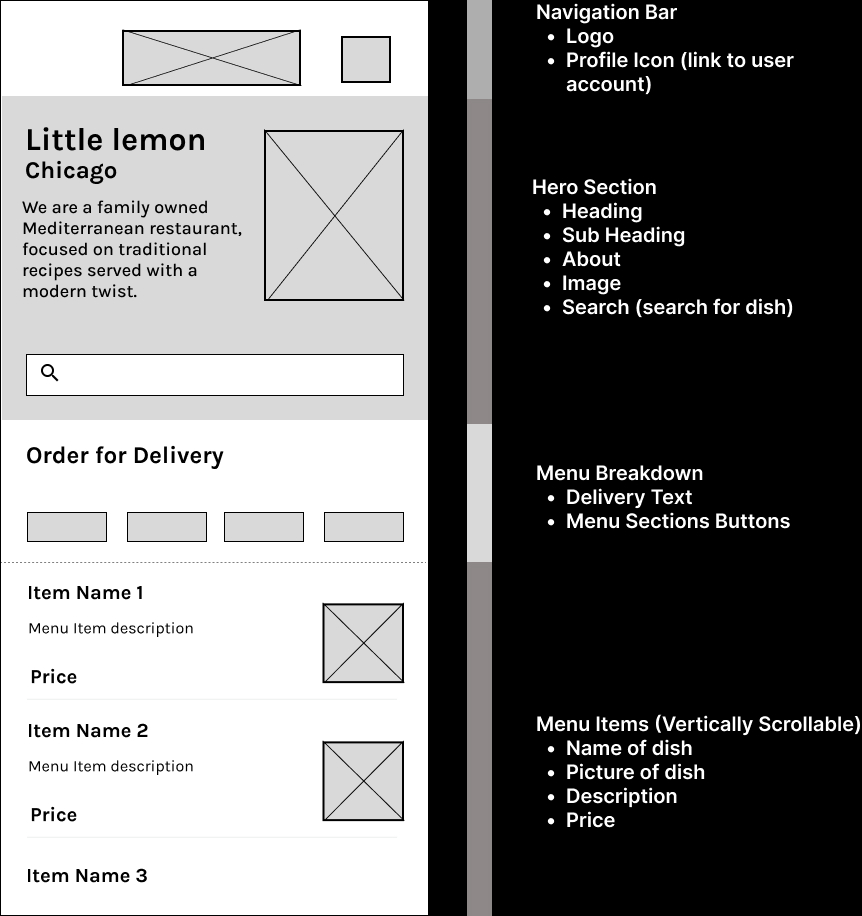 Little lemon
Chicago
We are a family owned
Mediterranean restaurant,
focused on traditional
recipes served with a
modern twist.
Order for Delivery
Item Name 1
Menu Item description
Price
Item Name 2
Menu Item description
Price
Item Name 3
Navigation Bar
• Logo
• Profile Icon (link to user
account)
Hero Section
• Heading
• Sub Heading
• About
• Image
• Search (search for dish)
Menu Breakdown
• Delivery Text
• Menu Sections Buttons
Menu Items (Vertically Scrollable)
• Name of dish
• Picture of dish
• Description
• Price